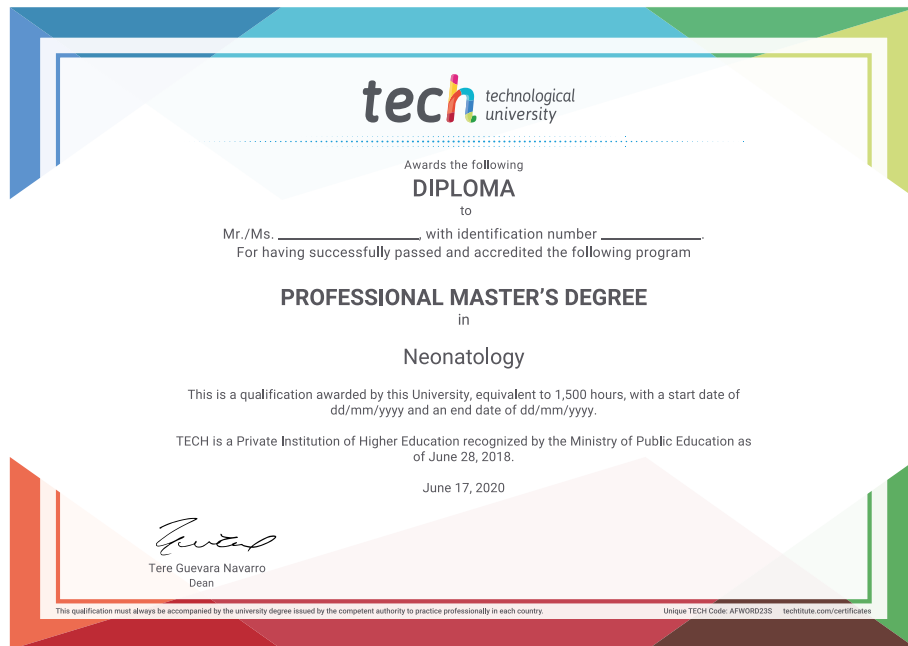 tech technological
university
Awards the following
DIPLOMA
to
Mr./Ms. ____________, with identification number ____________.
For having successfully passed and accredited the following program
PROFESSIONAL MASTER'S DEGREE
in
Neonatology
This is a qualification awarded by this University, equivalent to 1,500 hours, with a start date of
dd/mm/yyyy and an end date of dd/mm/yyyy.
TECH is a Private Institution of Higher Education recognized by the Ministry of Public Education as
of June 28, 2018.
June 17, 2020
Tere Guevara Navarro
Dean
This qualification must always be accompanied by the university degree issued by the competent authority to practice professionally in each country.
Unique TECH Code: AFWORD23S techtitute.com/certificates